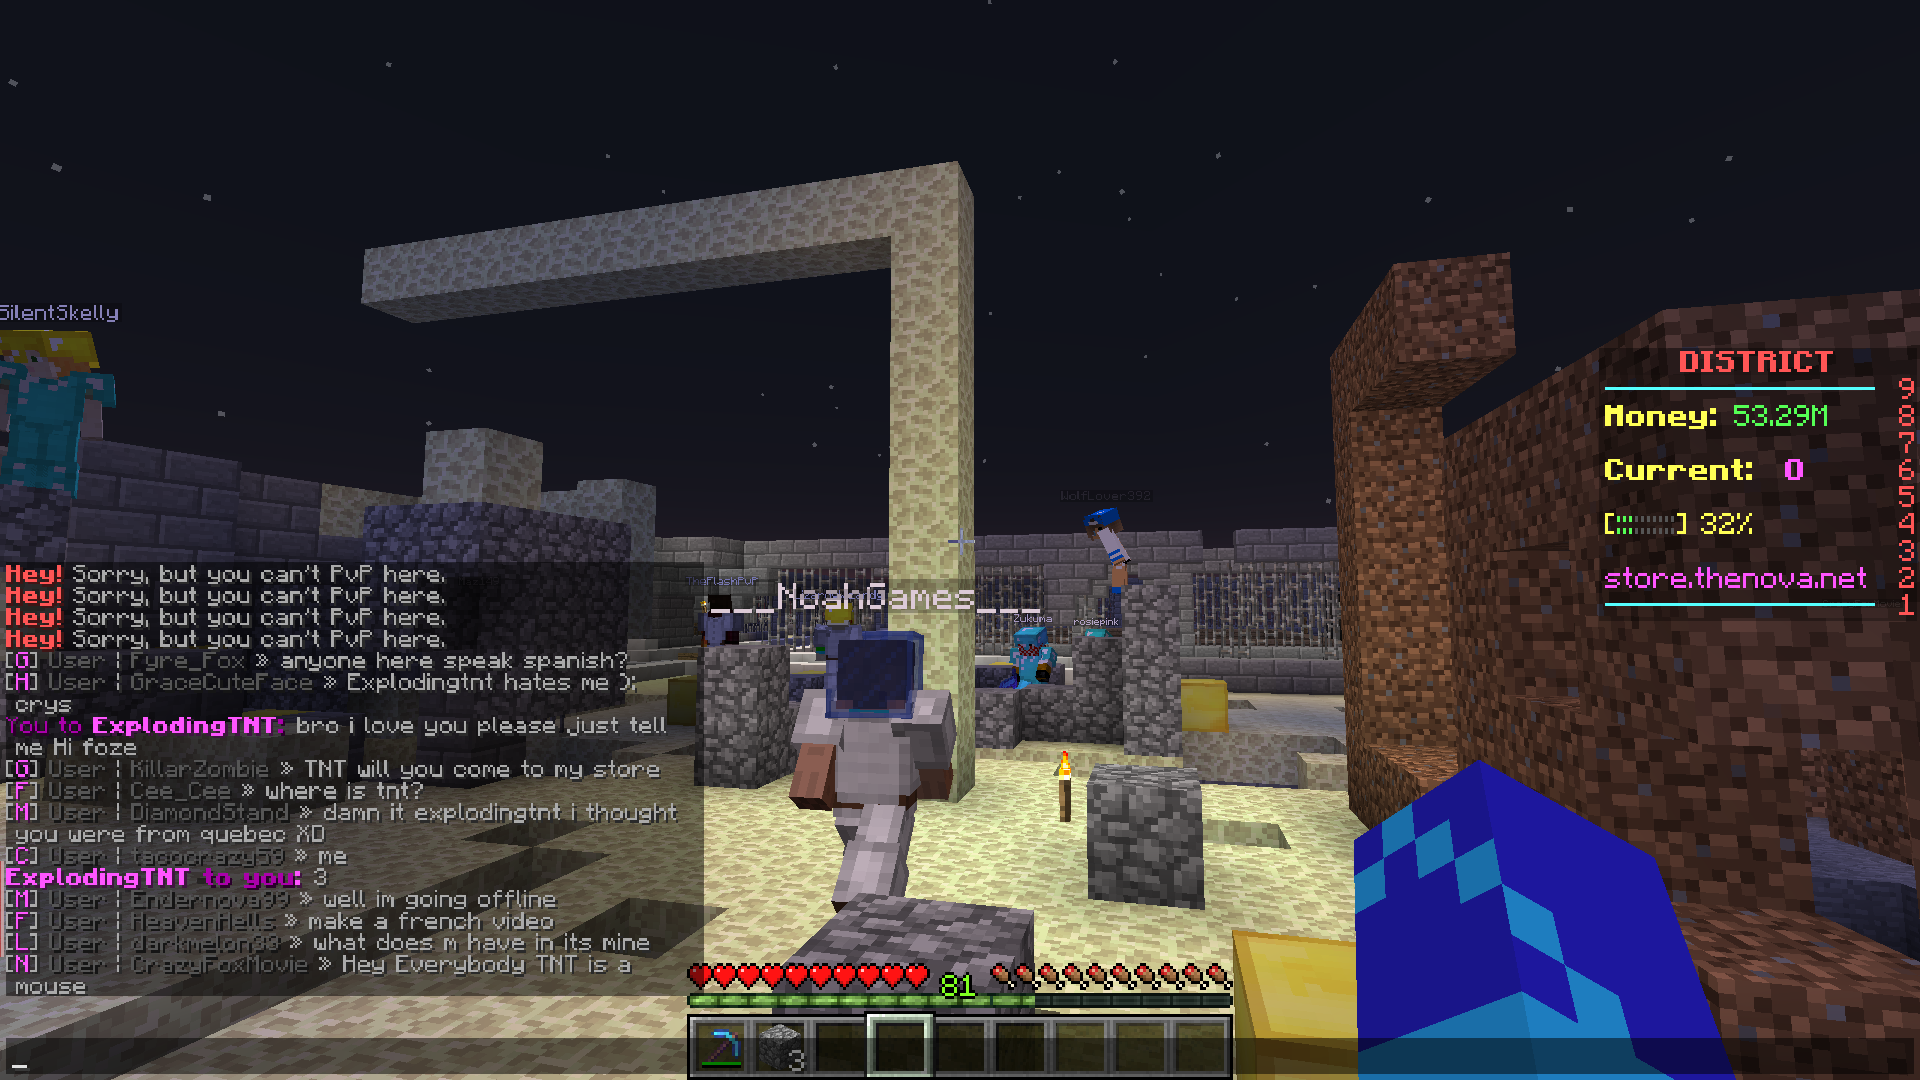 SilentSkelly
DISTRICT
9
Money: 53.29M
8
7
Current: 0
6
5
[::::::::::] 32%
4
3
store.thenova.net
2
1
WolfLover392
TheFlashPvP
___NoahGames___
Zukuma
rosiepink
Hey! Sorry, but you can't PvP here.
Hey! Sorry, but you can't PvP here.
Hey! Sorry, but you can't PvP here.
Hey! Sorry, but you can't PvP here.
[G] User ¦ Fyre_Fox » anyone here speak spanish?
[H] User ¦ GraceCuteFace » Explodingtnt hates me );
crys
You to ExplodingTNT: bro i love you please ,just tell
me Hi foze
[G] User ¦ KillarZombie » TNT will you come to my store
[F] User ¦ Cee_Cee » where is tnt?
[M] User ¦ DiamondStand » damn it explodingtnt i thought
you were from quebec XD
[C] User ¦ tacocrazy59 » me
ExplodingTNT to you: 3
[M] User ¦ Endernova99 » well im going offline
[F] User ¦ HeavenHells » make a french video
[L] User ¦ darkmelon99 » what does m have in its mine
[N] User ¦ CrazyFoxMovie » Hey Everybody TNT is a
mouse
81
3
_